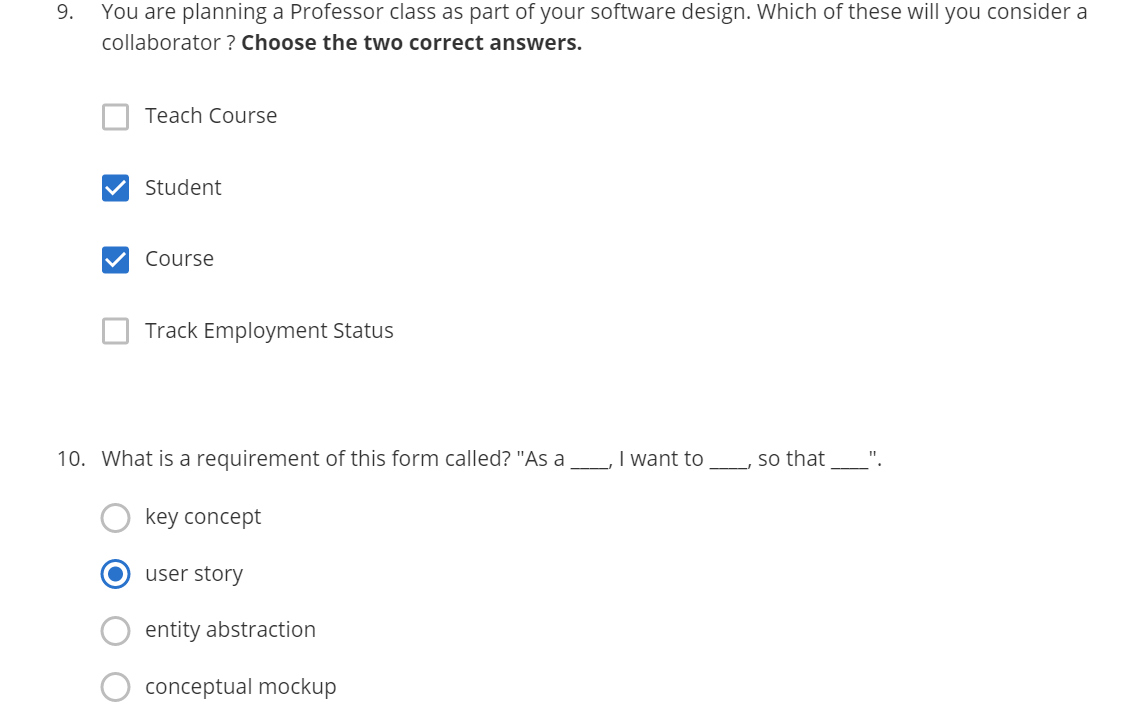 9. You are planning a Professor class as part of your software design. Which of these will you consider a
collaborator ? Choose the two correct answers.
Teach Course
Student
Course
Track Employment Status
10. What is a requirement of this form called? "As a ____, I want to ____, so that ____".
key concept
user story
entity abstraction
conceptual mockup